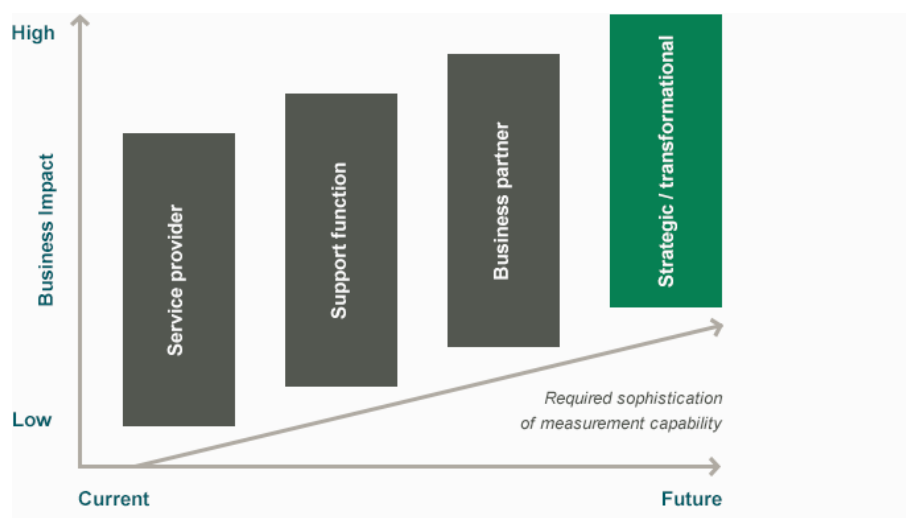 High
Business Impact
Low
Service provider
Support function
Business partner
Strategic / transformational
Required sophistication
of measurement capability
Current
Future